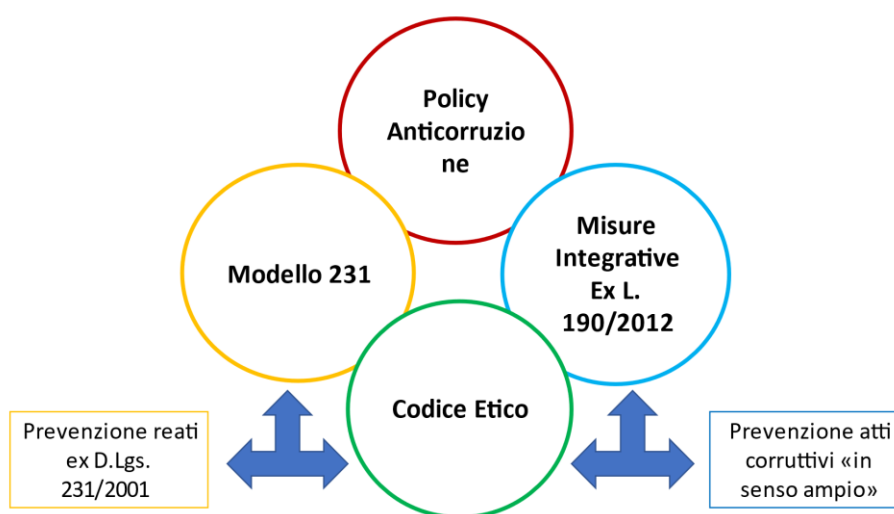 Policy
Anticorruzio
ne
Modello 231
Misure
Integrative
Ex L.
190/2012
Codice Etico
Prevenzione reati
ex D.Lgs.
231/2001
Prevenzione atti
corruttivi «in
senso ampio»